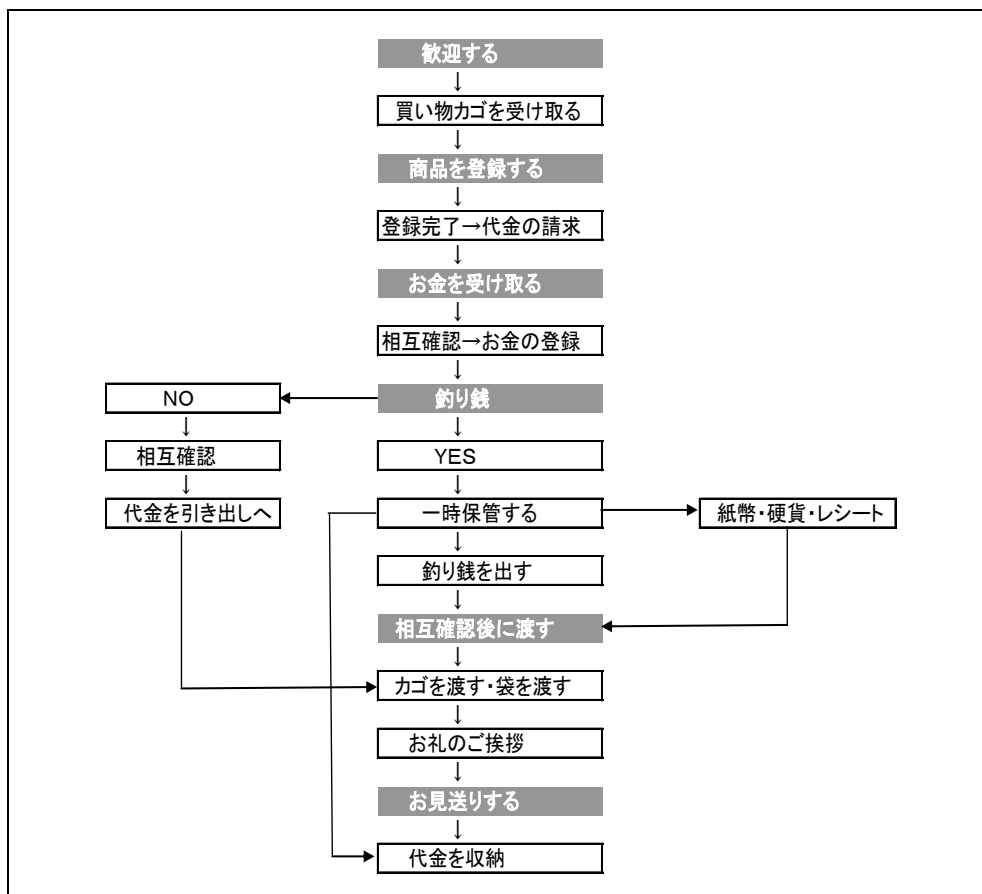 歓迎する
↓
買い物カゴを受け取る
↓
商品を登録する
↓
登録完了→代金の請求
↓
お金を受け取る
↓
相互確認→お金の登録
↓
NO
釣り銭
↓
↓
相互確認
YES
↓
↓
代金を引き出しへ
一時保管する
紙幣・硬貨・レシート
↓
釣り銭を出す
↓
相互確認後に渡す
↓
カゴを渡す・袋を渡す
↓
お礼のご挨拶
↓
お見送りする
↓
代金を収納